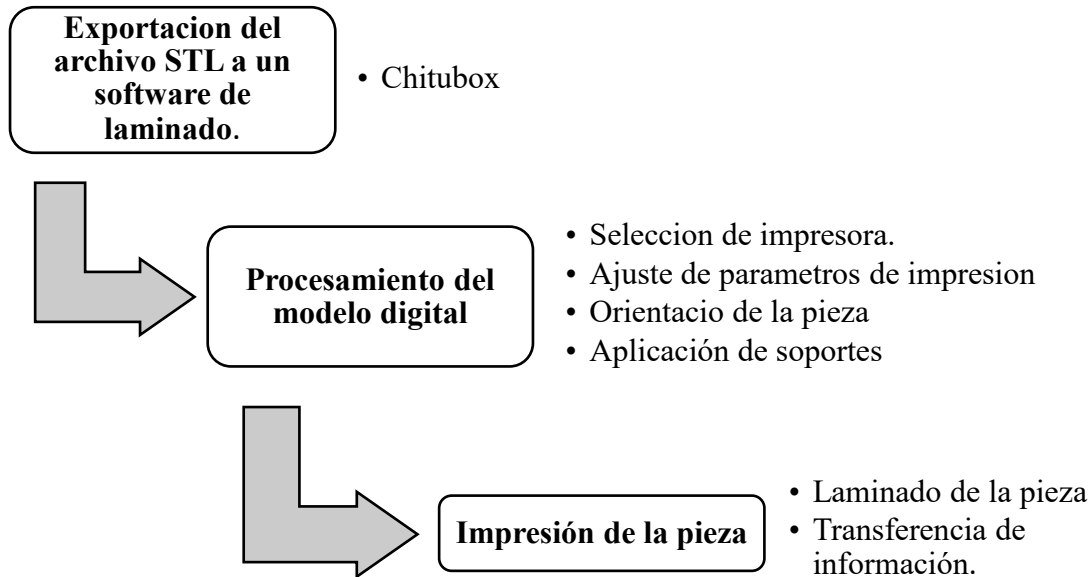 Exportacion del
archivo STL a un
software de
laminado.
• Chitubox
Procesamiento del
modelo digital
• Seleccion de impresora.
• Ajuste de parametros de impresion
• Orientacio de la pieza
• Aplicación de soportes
Impresión de la pieza
• Laminado de la pieza
• Transferencia de
información.